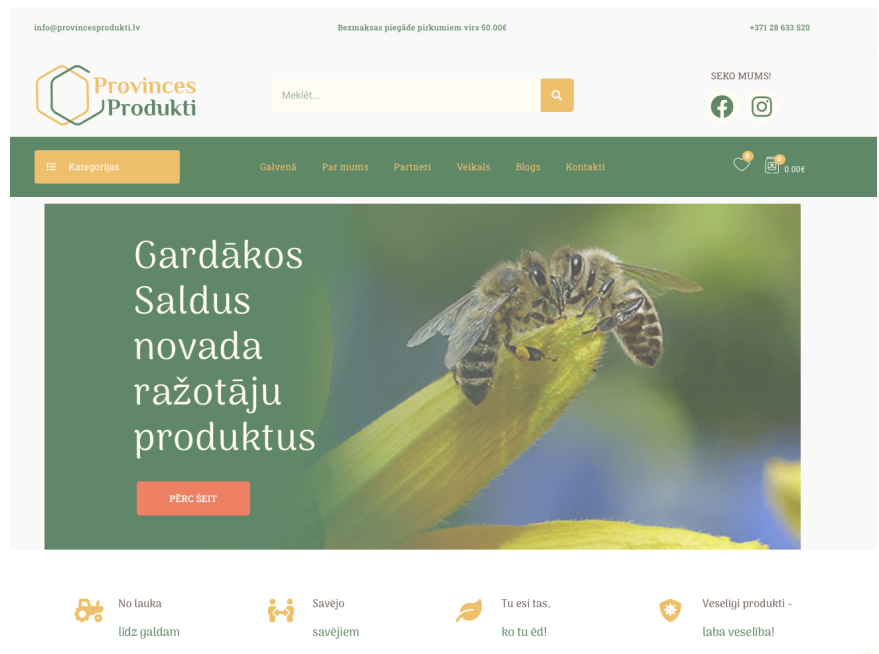 info@provincesprodukti.lv
Bezmaksas piegāde pirkumiem virs 50.00€
+371 28 633 520
Provinces
Produkti
Meklēt...
SEKO MUMS!
Kategorijas
Galvenā
Par mums
Partneri
Veikals
Blogs
Kontakti
0
0
0.00€
Gardākos
Saldus
novada
ražotāju
produktus
PĒRC ŠEIT
No lauka
līdz galdam
Savējo
savējiem
Tu esi tas,
ko tu ēd!
Veselīgi produkti -
laba veselība!